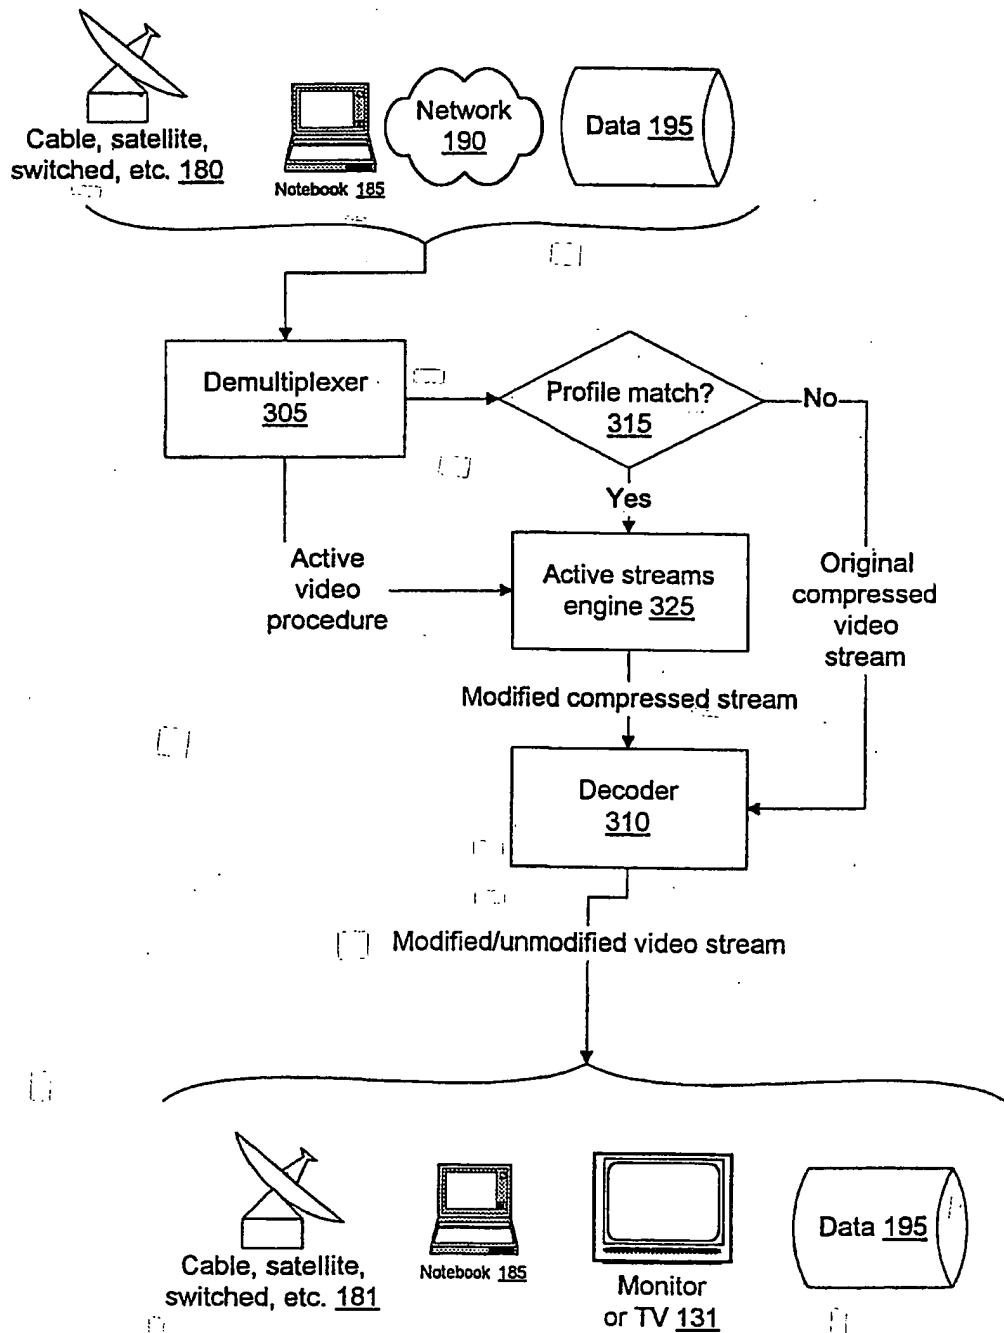 Cable, satellite,
switched, etc. 180
Notebook 185
Network
190
Data 195
Demultiplexer
305
Profile match?
315
No
Yes
Active
video
procedure
Active streams
engine 325
Original
compressed
video
stream
Modified compressed stream
Decoder
310
Modified/unmodified video stream
Cable, satellite,
switched, etc. 181
Notebook 185
Monitor
or TV 131
Data 195